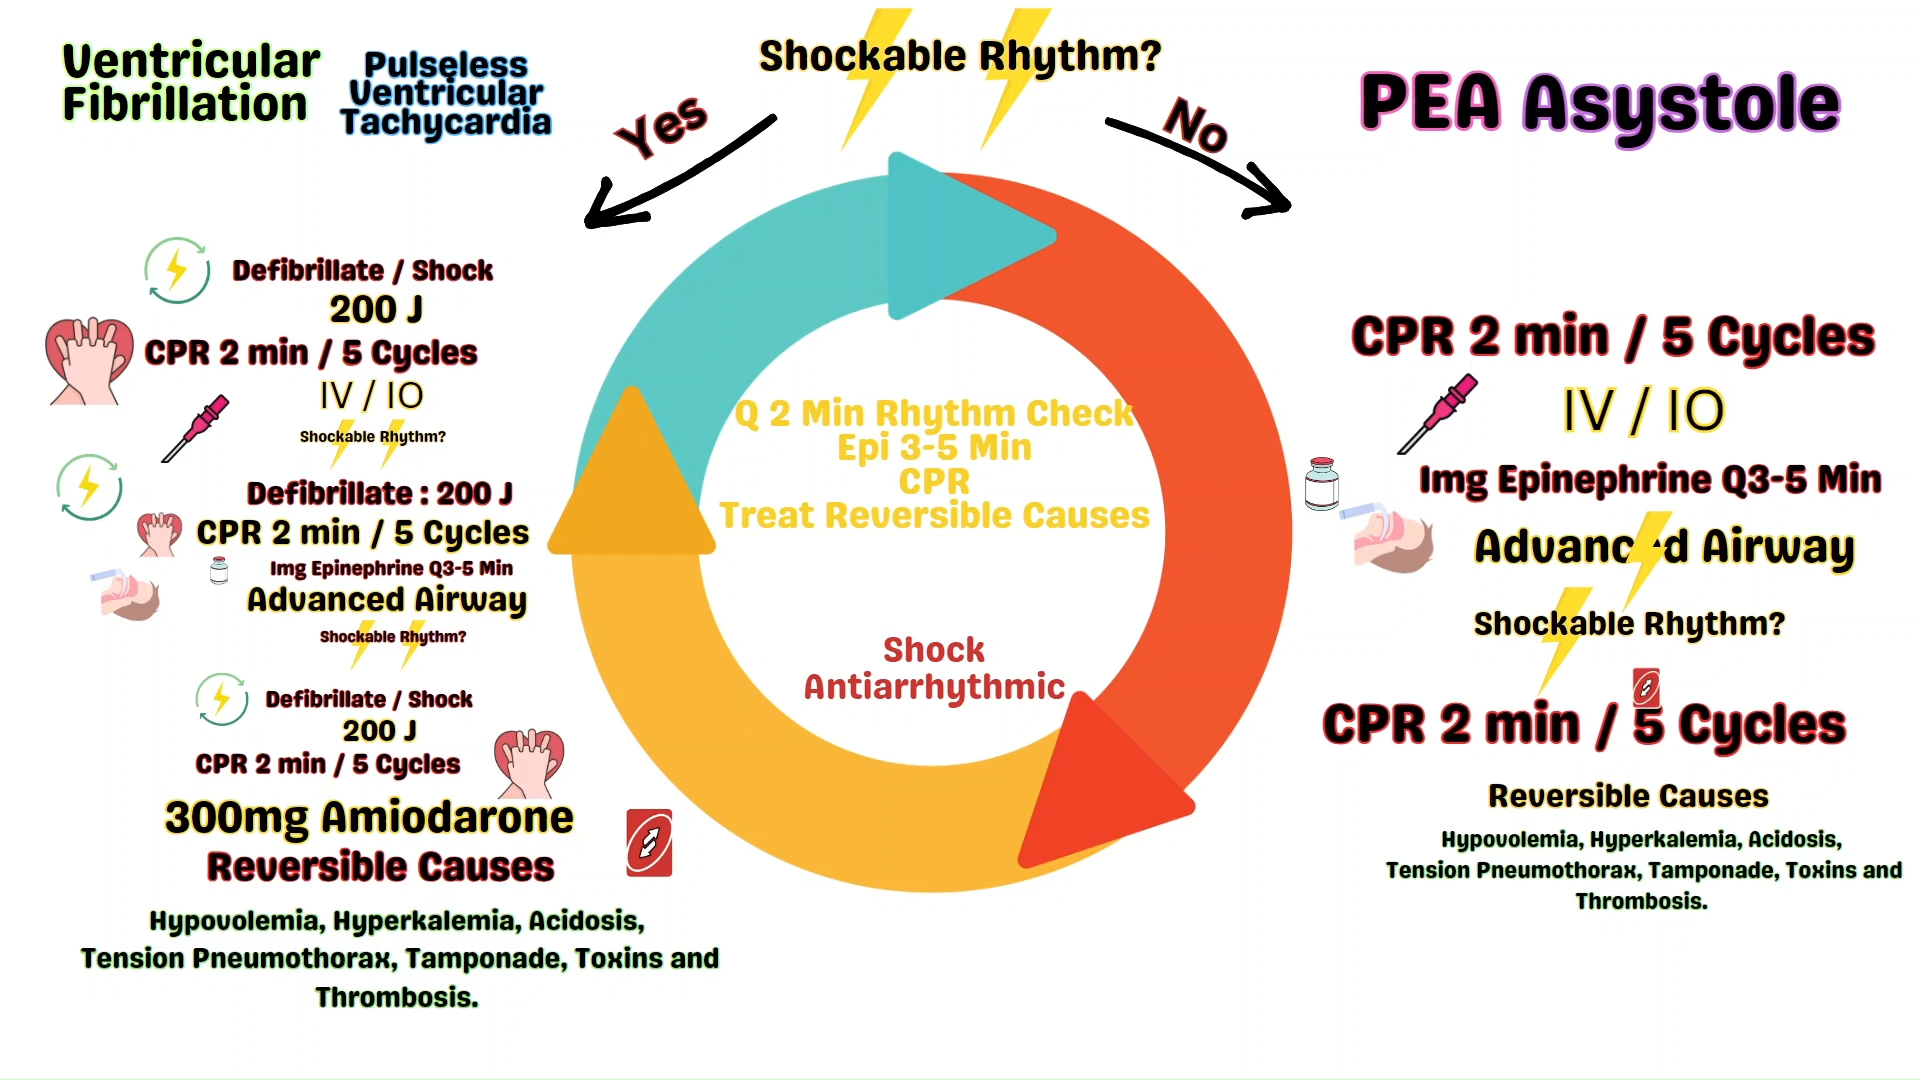 Shockable Rhythm?
Yes
No
Ventricular
Fibrillation
Pulseless
Ventricular
Tachycardia
PEA Asystole
Defibrillate / Shock
200 J
CPR 2 min / 5 Cycles
IV / IO
Shockable Rhythm?
Defibrillate : 200 J
CPR 2 min / 5 Cycles
1mg Epinephrine Q3-5 Min
Advanced Airway
Shockable Rhythm?
Defibrillate / Shock
200 J
CPR 2 min / 5 Cycles
300mg Amiodarone
Reversible Causes
Hypovolemia, Hyperkalemia, Acidosis,
Tension Pneumothorax, Tamponade, Toxins and
Thrombosis.
Q 2 Min Rhythm Check
Epi 3-5 Min
CPR
Treat Reversible Causes
Shock
Antiarrhythmic
CPR 2 min / 5 Cycles
IV / IO
1mg Epinephrine Q3-5 Min
Advanced Airway
Shockable Rhythm?
CPR 2 min / 5 Cycles
Reversible Causes
Hypovolemia, Hyperkalemia, Acidosis,
Tension Pneumothorax, Tamponade, Toxins and
Thrombosis.